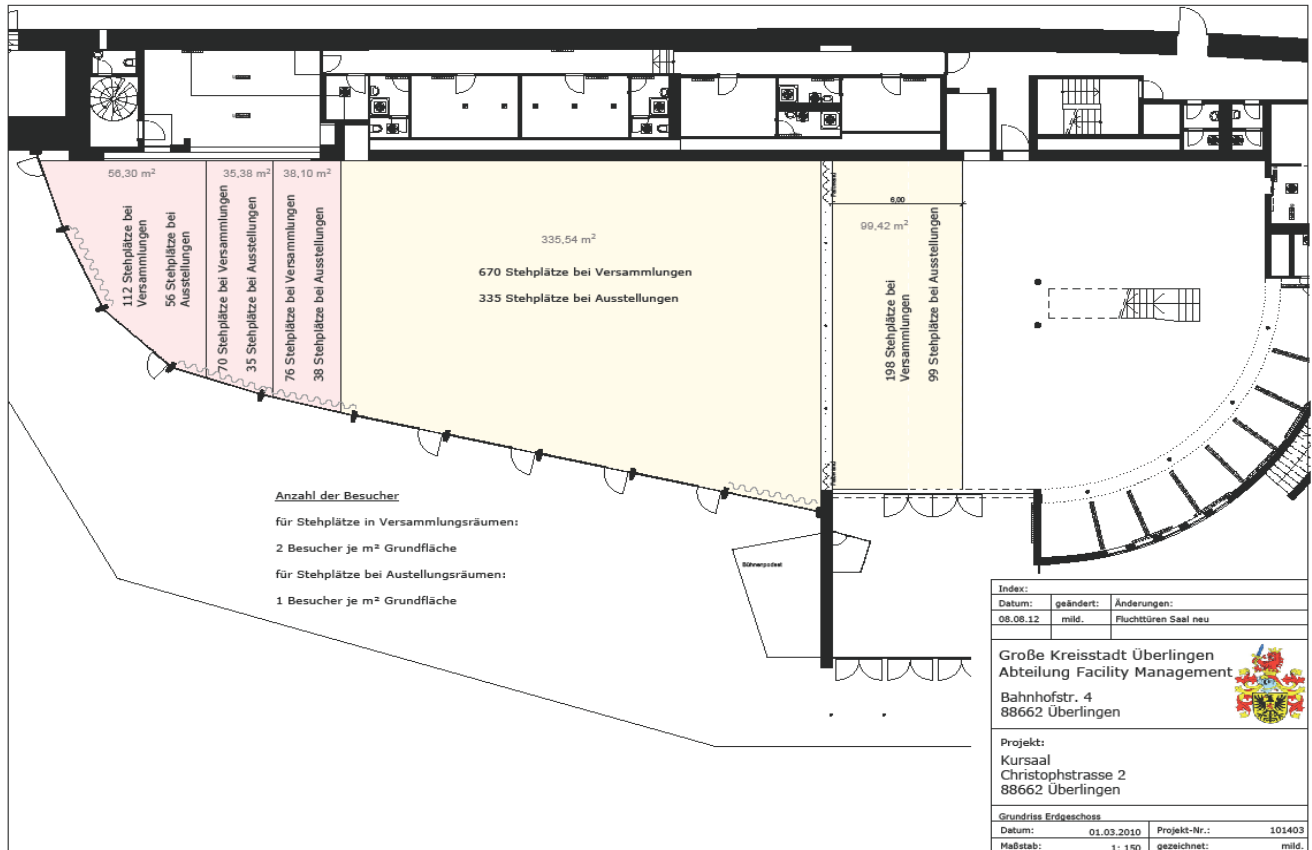 56,30 m²
35,38 m²
38,10 m²
112 Stehplätze bei
Versammlungen
56 Stehplätze bei
Ausstellungen
70 Stehplätze bei Versammlungen
35 Stehplätze bei Ausstellungen
76 Stehplätze bei Versammlungen
38 Stehplätze bei Ausstellungen
335,54 m²
670 Stehplätze bei Versammlungen
335 Stehplätze bei Ausstellungen
6,00
99,42 m²
198 Stehplätze bei
Versammlungen
99 Stehplätze bei Ausstellungen
Anzahl der Besucher
für Stehplätze in Versammlungsräumen:
2 Besucher je m² Grundfläche
für Stehplätze bei Austellungsräumen:
1 Besucher je m² Grundfläche
Bühnenpodest
Index:
Datum: geändert: Änderungen:
08.08.12 mild. Fluchttüren Saal neu
Große Kreisstadt Überlingen
Abteilung Facility Management
Bahnhofstr. 4
88662 Überlingen
Projekt:
Kursaal
Christophstrasse 2
88662 Überlingen
Grundriss Erdgeschoss
Datum: 01.03.2010 Projekt-Nr.: 101403
Maßstab: 1: 150 gezeichnet: mild.